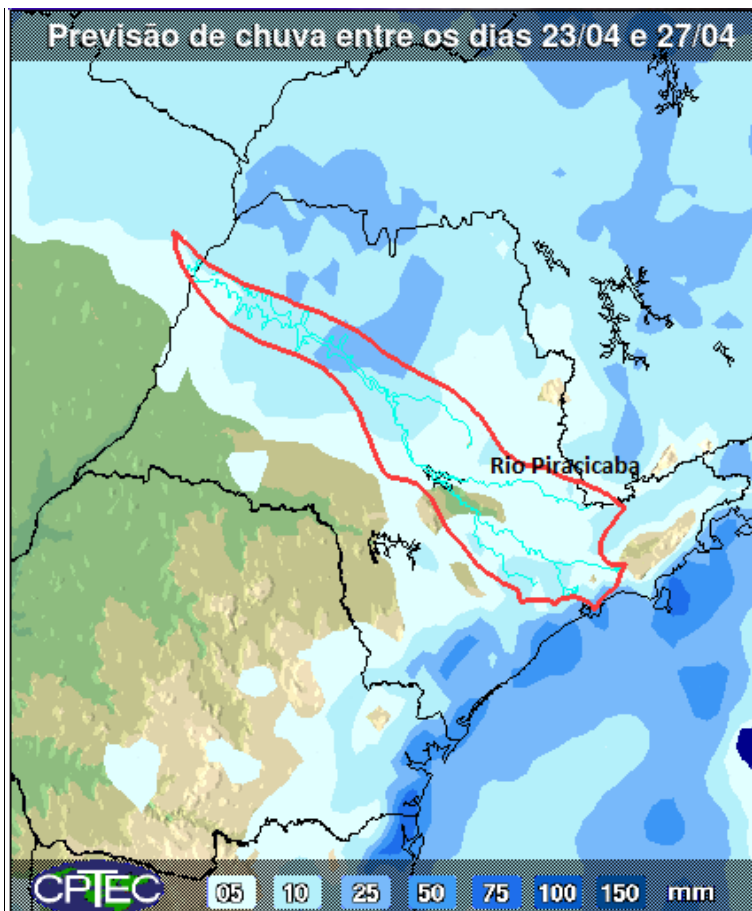 Previsão de chuva entre os dias 23/04 e 27/04
Rio Piracicaba
CPTEC 05 10 25 50 75 100 150 mm